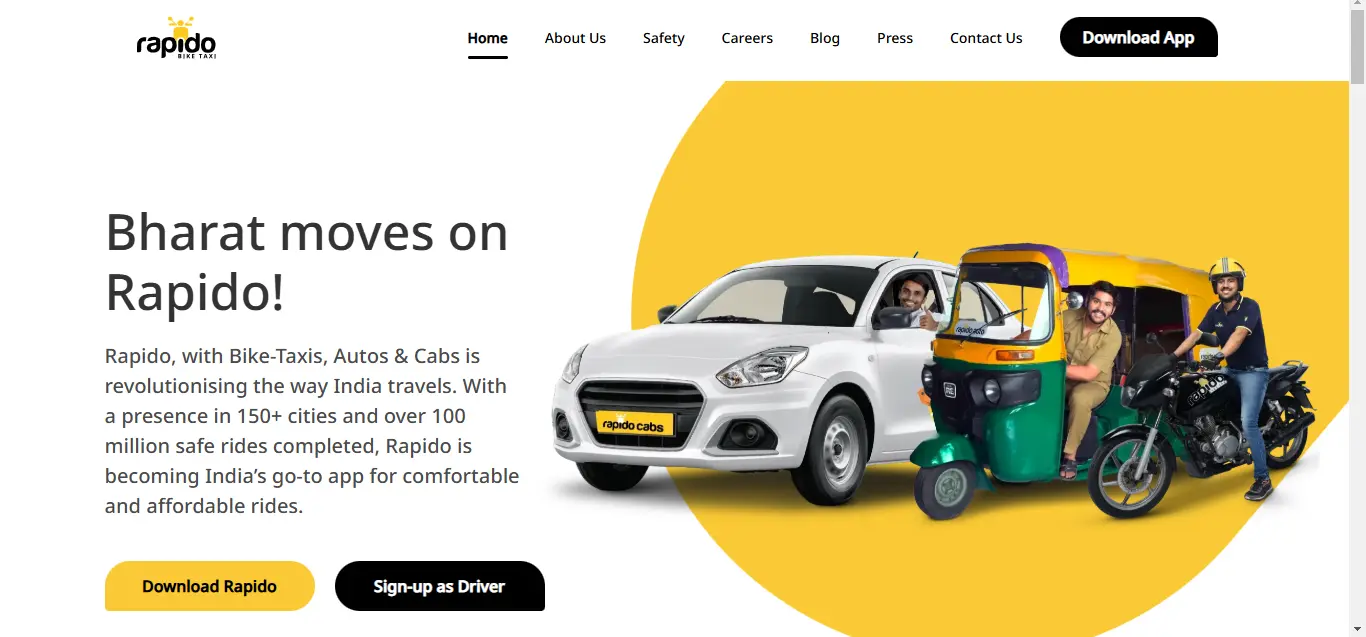 rapido
BIKE TAXI
Home
About Us
Safety
Careers
Blog
Press
Contact Us
Download App
Bharat moves on
Rapido!
Rapido, with Bike-Taxis, Autos & Cabs is
revolutionising the way India travels. With
a presence in 150+ cities and over 100
million safe rides completed, Rapido is
becoming India’s go-to app for comfortable
and affordable rides.
Download Rapido
Sign-up as Driver
rapido cabs
rapido auto
rapido